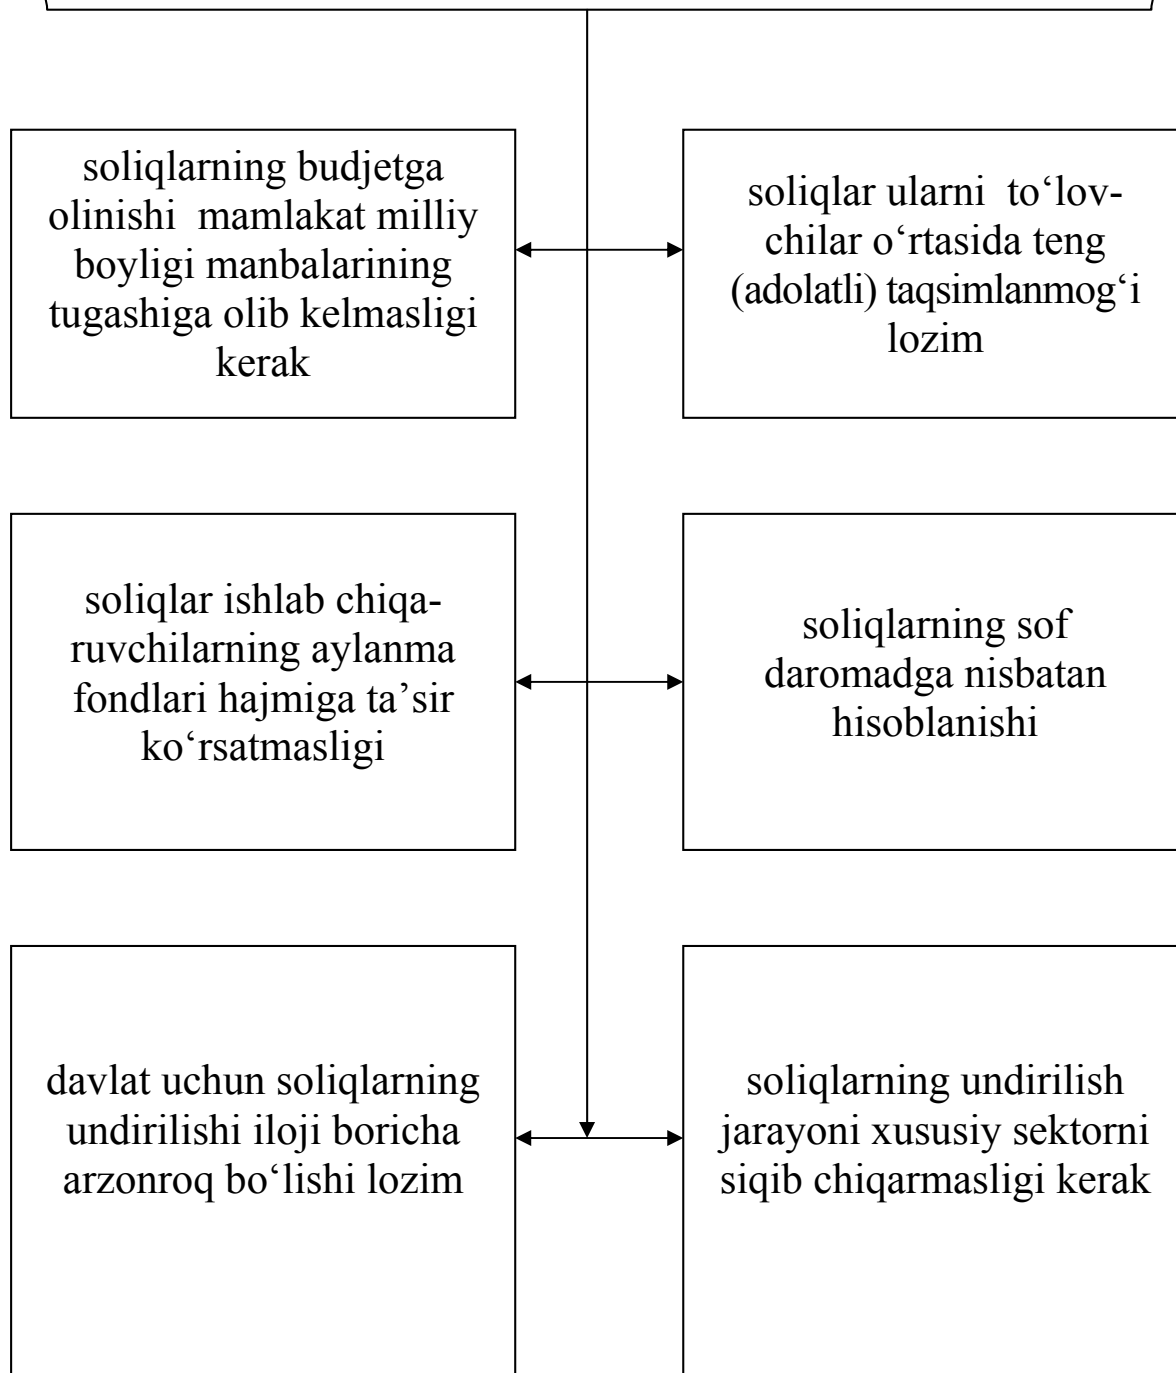 soliqlarning budjetga
olinishi  mamlakat milliy
boyligi manbalarining
tugashiga olib kelmasligi
kerak
soliqlar ularni  to‘lov-
chilar o‘rtasida teng
(adolatli) taqsimlanmog‘i
lozim
soliqlar ishlab chiqa-
ruvchilarning aylanma
fondlari hajmiga ta’sir
ko‘rsatmasligi
soliqlarning sof
daromadga nisbatan
hisoblanishi
davlat uchun soliqlarning
undirilishi iloji boricha
arzonroq bo‘lishi lozim
soliqlarning undirilish
jarayoni xususiy sektorni
siqib chiqarmasligi kerak